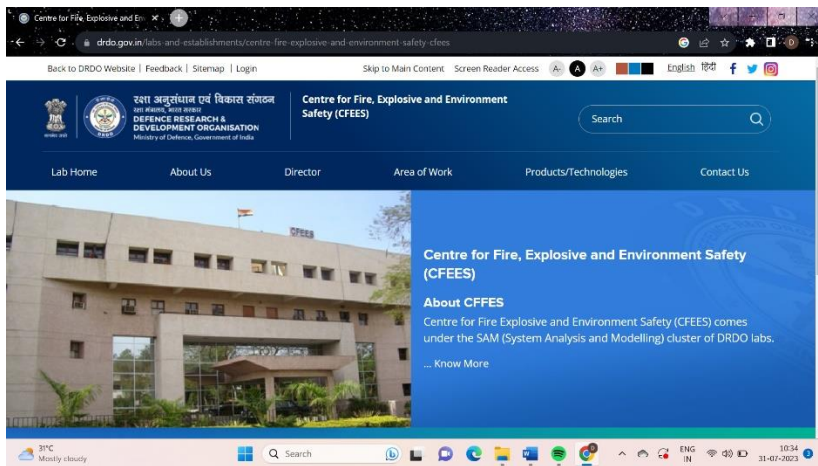 Centre for Fire, Explosive and En
drdo.gov.in/labs-and-establishments/centre-fire-explosive-and-environment-safety-cfees
Back to DRDO Website | Feedback | Sitemap | Login Skip to Main Content Screen Reader Access A- A A+ English हिंदी
रक्षा अनुसंधान एवं विकास संगठन
रक्षा मंत्रालय, भारत सरकार
DEFENCE RESEARCH &
DEVELOPMENT ORGANISATION
Ministry of Defence, Government of India
Centre for Fire, Explosive and Environment
Safety (CFEES)
Search
Lab Home About Us Director Area of Work Products/Technologies Contact Us
CFEES
Centre for Fire, Explosive and Environment Safety
(CFEES)
About CFFES
Centre for Fire Explosive and Environment Safety (CFEES) comes
under the SAM (System Analysis and Modelling) cluster of DRDO labs.
... Know More
31°C
Mostly cloudy
Search
ENG
IN
10:34
31-07-2023